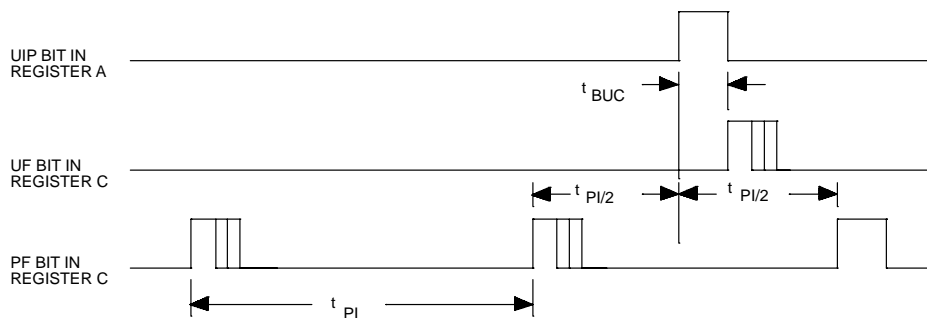 UIP BIT IN
REGISTER A
t BUC
UF BIT IN
REGISTER C
t PI/2
t PI/2
PF BIT IN
REGISTER C
t PI